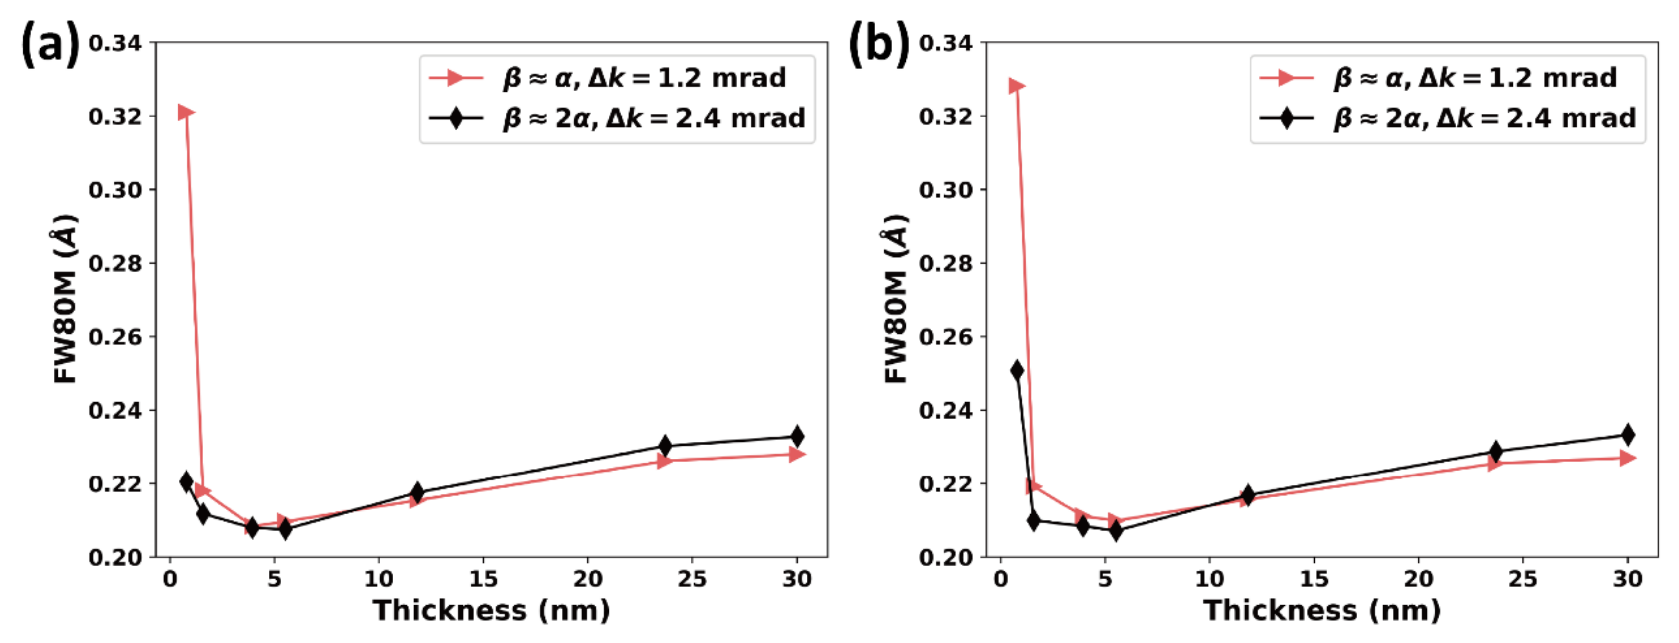 (a)
0.34
0.32
0.30
0.28
0.26
0.24
0.22
0.20
FW80M (Å)
β ≈ α, Δk = 1.2 mrad
β ≈ 2α, Δk = 2.4 mrad
0 5 10 15 20 25 30
Thickness (nm)
(b)
0.34
0.32
0.30
0.28
0.26
0.24
0.22
0.20
FW80M (Å)
β ≈ α, Δk = 1.2 mrad
β ≈ 2α, Δk = 2.4 mrad
0 5 10 15 20 25 30
Thickness (nm)